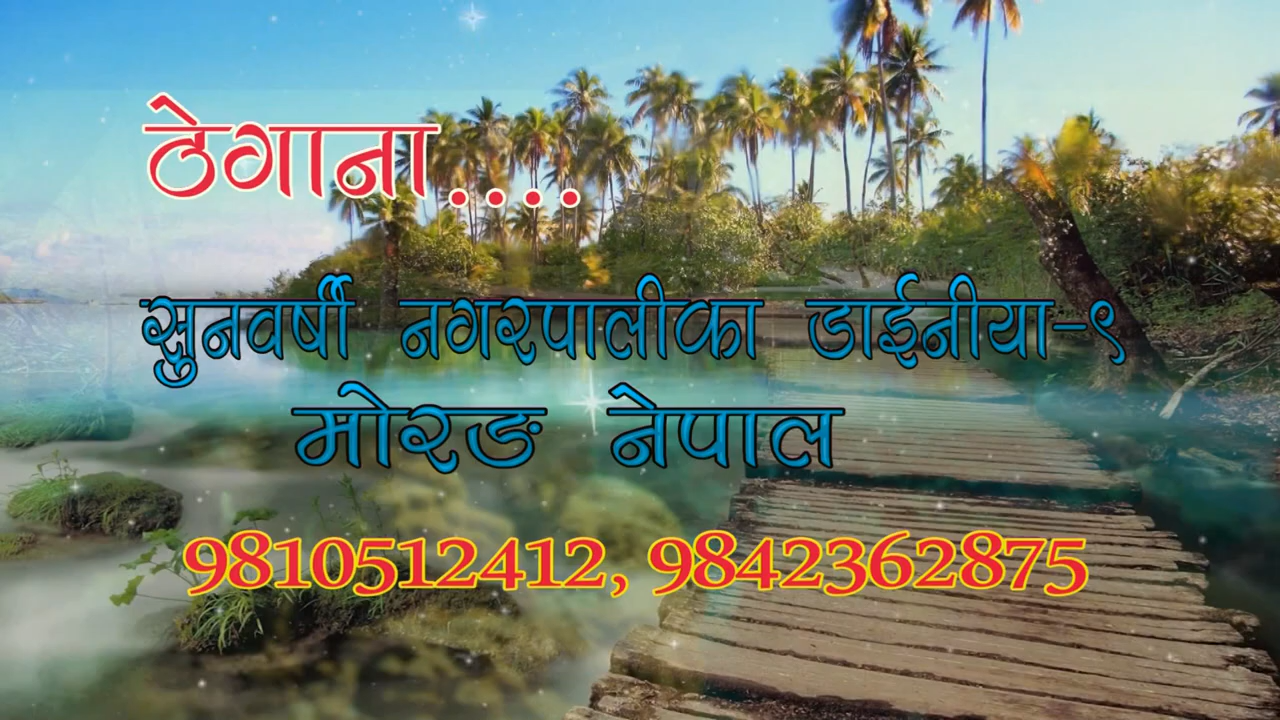 ठेगाना....
सुनवर्षी नगरपालीका डाईनीया-९
मोरङ नेपाल
9810512412, 9842362875